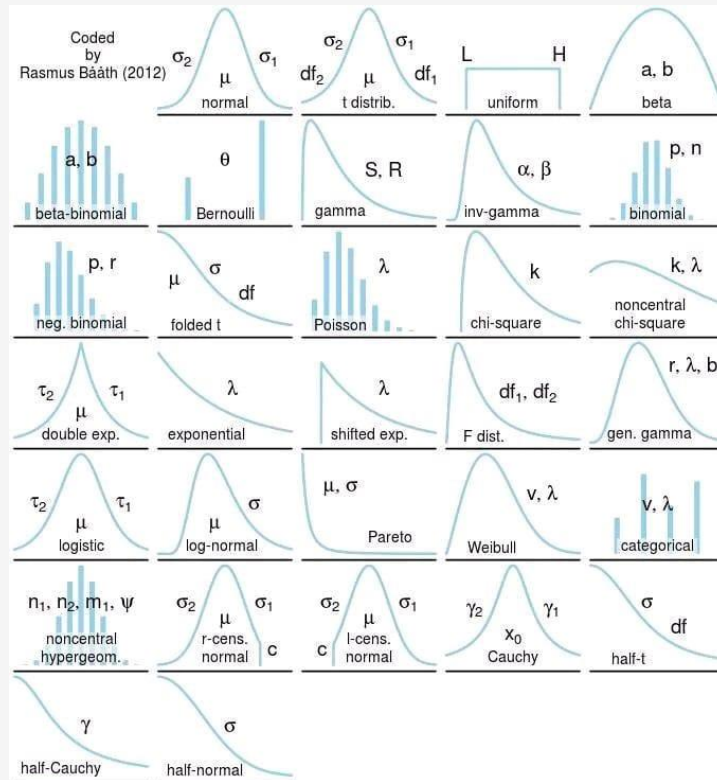 Coded
by
Rasmus Bååth (2012)
σ2 σ1
μ
normal
σ2 σ1
df2 μ df1
t distrib.
L H
uniform
a, b
beta
a, b
beta-binomial
θ
Bernoulli
S, R
gamma
α, β
inv-gamma
p, n
binomial
p, r
neg. binomial
μ σ df
folded t
λ
Poisson
k
chi-square
k, λ
noncentral
chi-square
τ2 τ1
μ
double exp.
λ
exponential
λ
shifted exp.
df1, df2
F dist.
r, λ, b
gen. gamma
τ2 τ1
μ
logistic
σ
μ
log-normal
μ, σ
Pareto
v, λ
Weibull
v, λ
categorical
n1, n2, m1, ψ
noncentral
hypergeom.
σ2 σ1
μ
r-cens.
normal c
σ2 σ1
μ
l-cens.
c normal
γ2 γ1
x0
Cauchy
σ
df
half-t
γ
half-Cauchy
σ
half-normal